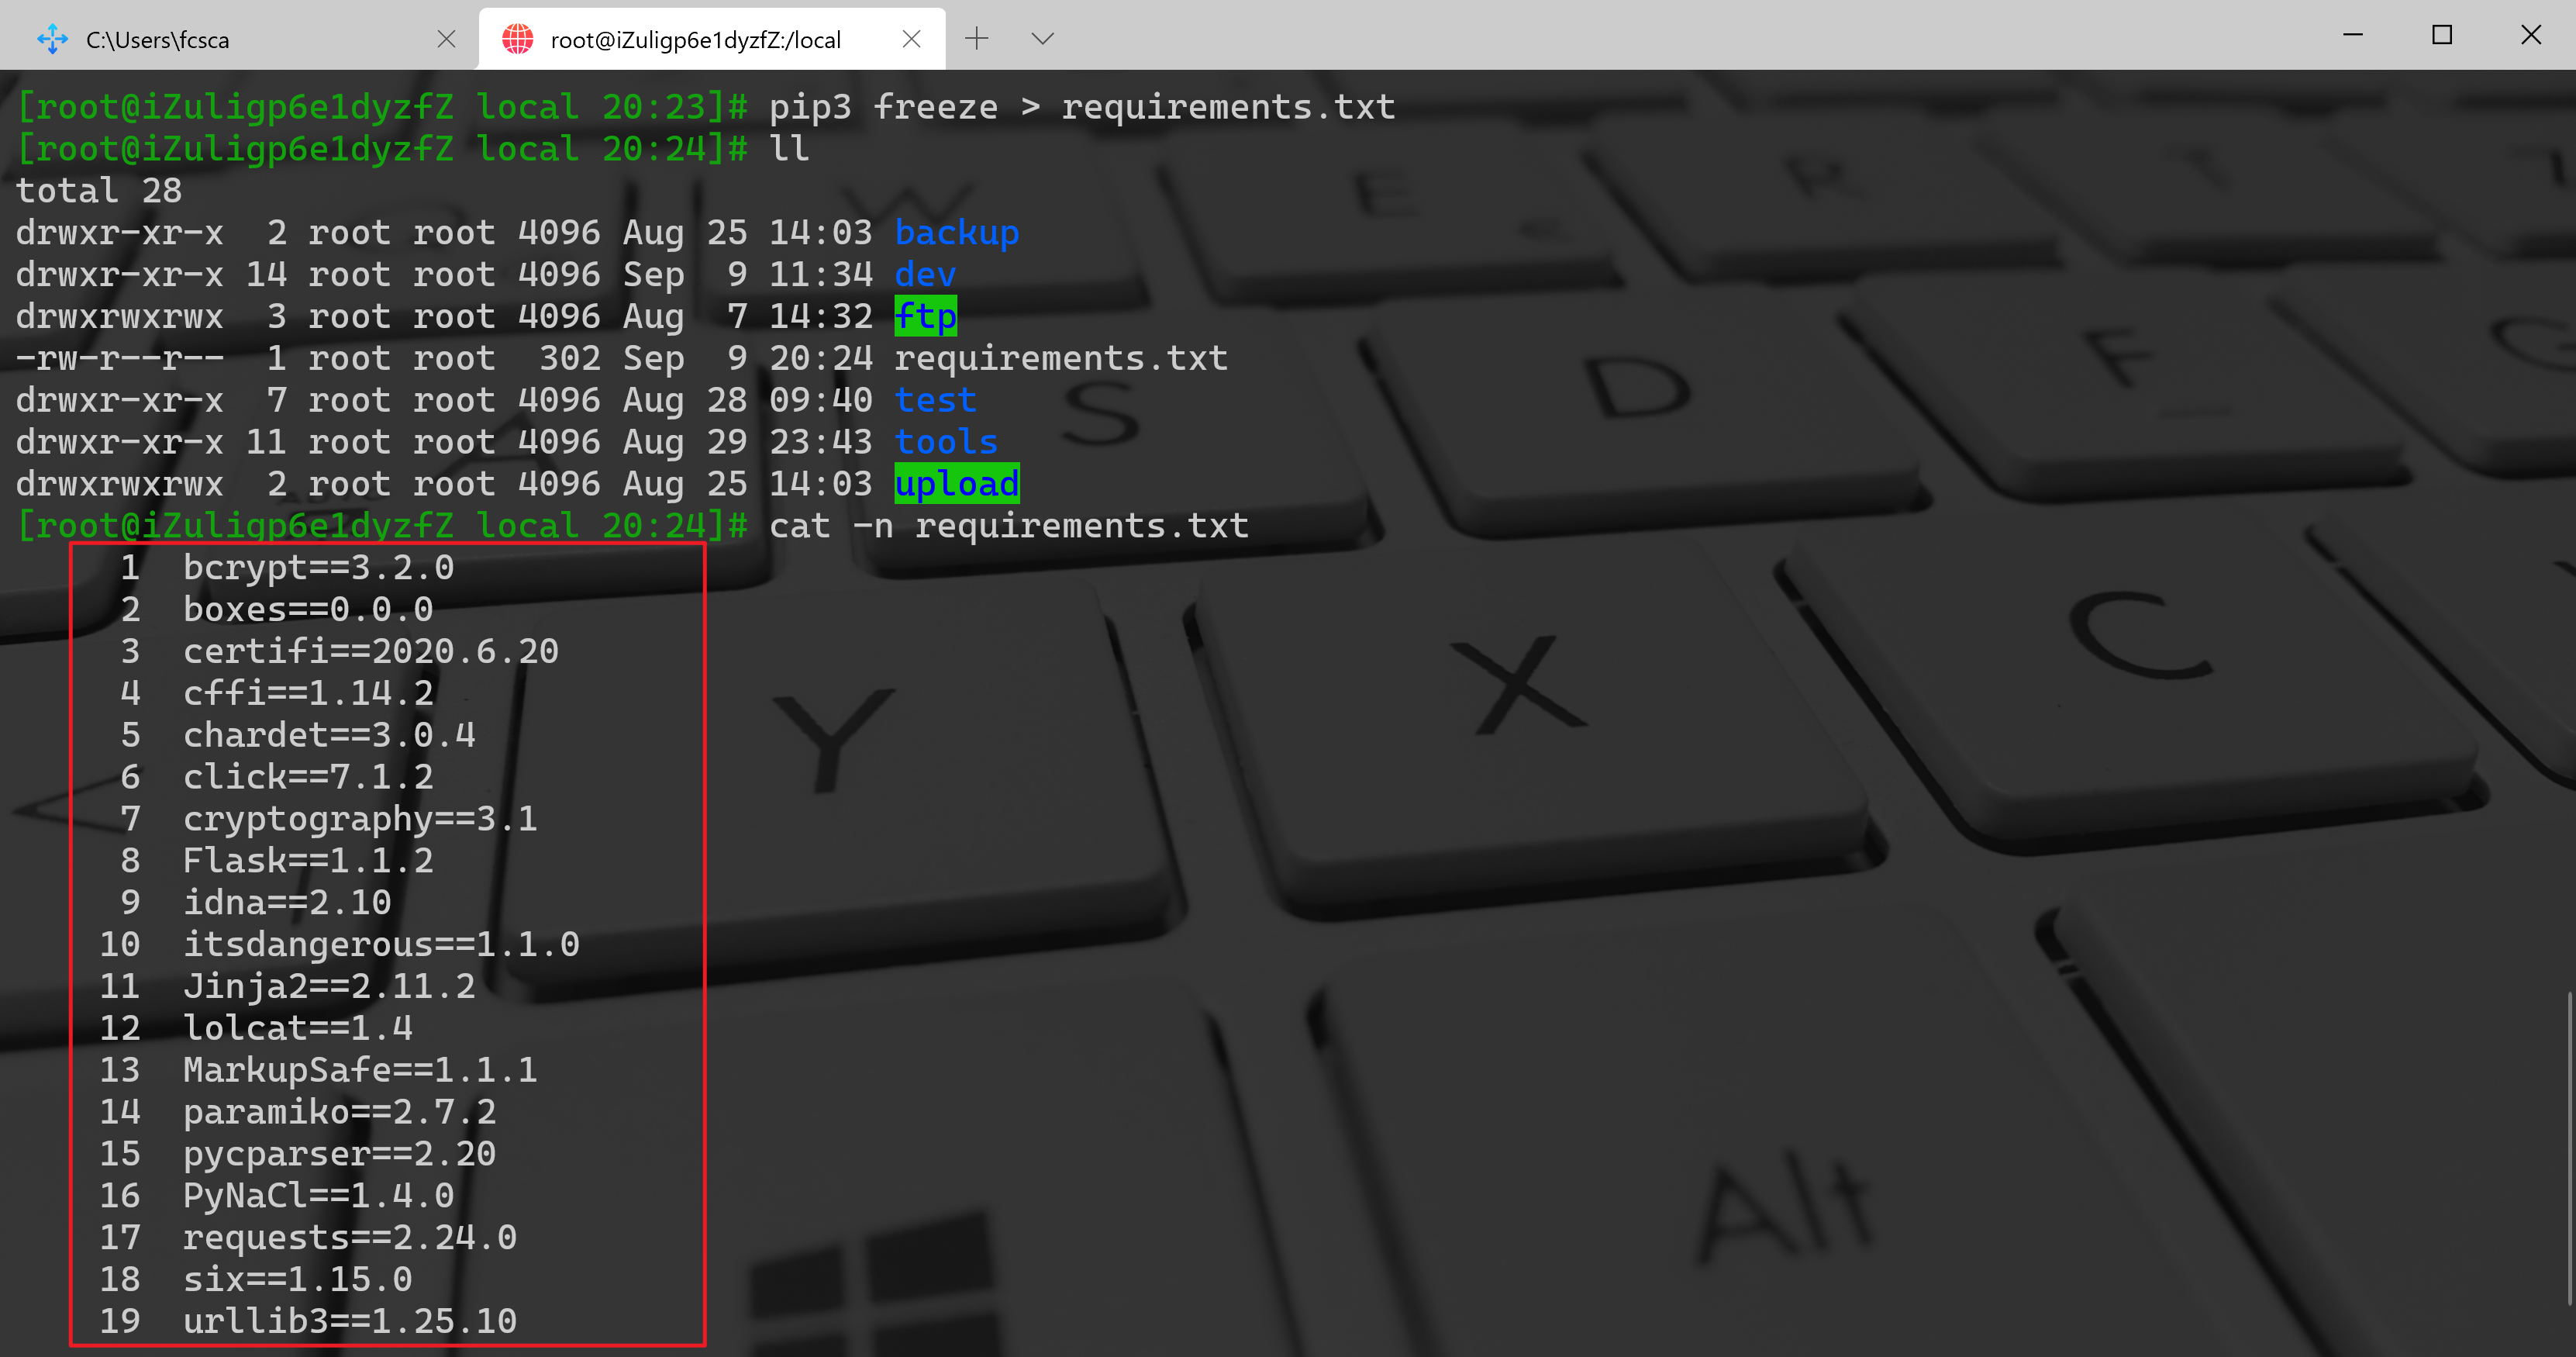 C:\Users\fcsca
root@iZuligp6e1dyzfZ:/local
[root@iZuligp6e1dyzfZ local 20:23]# pip3 freeze > requirements.txt
[root@iZuligp6e1dyzfZ local 20:24]# ll
total 28
drwxr-xr-x  2 root root 4096 Aug 25 14:03 backup
drwxr-xr-x 14 root root 4096 Sep  9 11:34 dev
drwxrwxrwx  3 root root 4096 Aug  7 14:32 ftp
-rw-r--r--  1 root root  302 Sep  9 20:24 requirements.txt
drwxr-xr-x  7 root root 4096 Aug 28 09:40 test
drwxr-xr-x 11 root root 4096 Aug 29 23:43 tools
drwxrwxrwx  2 root root 4096 Aug 25 14:03 upload
[root@iZuligp6e1dyzfZ local 20:24]# cat -n requirements.txt
1  bcrypt==3.2.0
2  boxes==0.0.0
3  certifi==2020.6.20
4  cffi==1.14.2
5  chardet==3.0.4
6  click==7.1.2
7  cryptography==3.1
8  Flask==1.1.2
9  idna==2.10
10  itsdangerous==1.1.0
11  Jinja2==2.11.2
12  lolcat==1.4
13  MarkupSafe==1.1.1
14  paramiko==2.7.2
15  pycparser==2.20
16  PyNaCl==1.4.0
17  requests==2.24.0
18  six==1.15.0
19  urllib3==1.25.10
W E R
A S D F G
Y X C
Alt